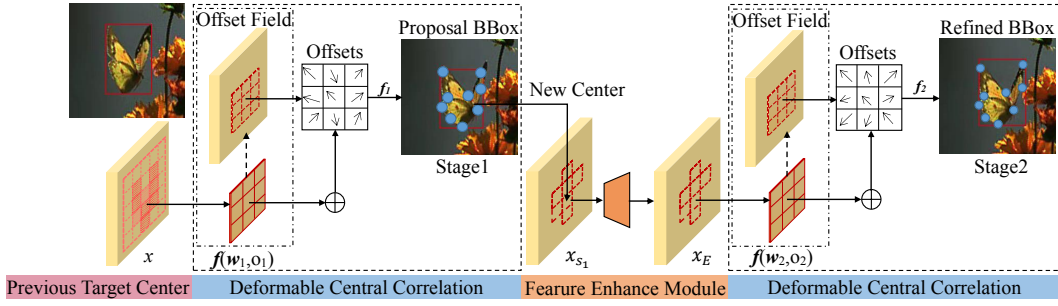 Offset Field
Offsets
Proposal BBox
f₁
Stage1
New Center
x
f(w₁,o₁)
xₛ₁
x_E
Offset Field
Offsets
Refined BBox
f₂
Stage2
f(w₂,o₂)
Previous Target Center
Deformable Central Correlation
Fearure Enhance Module
Deformable Central Correlation